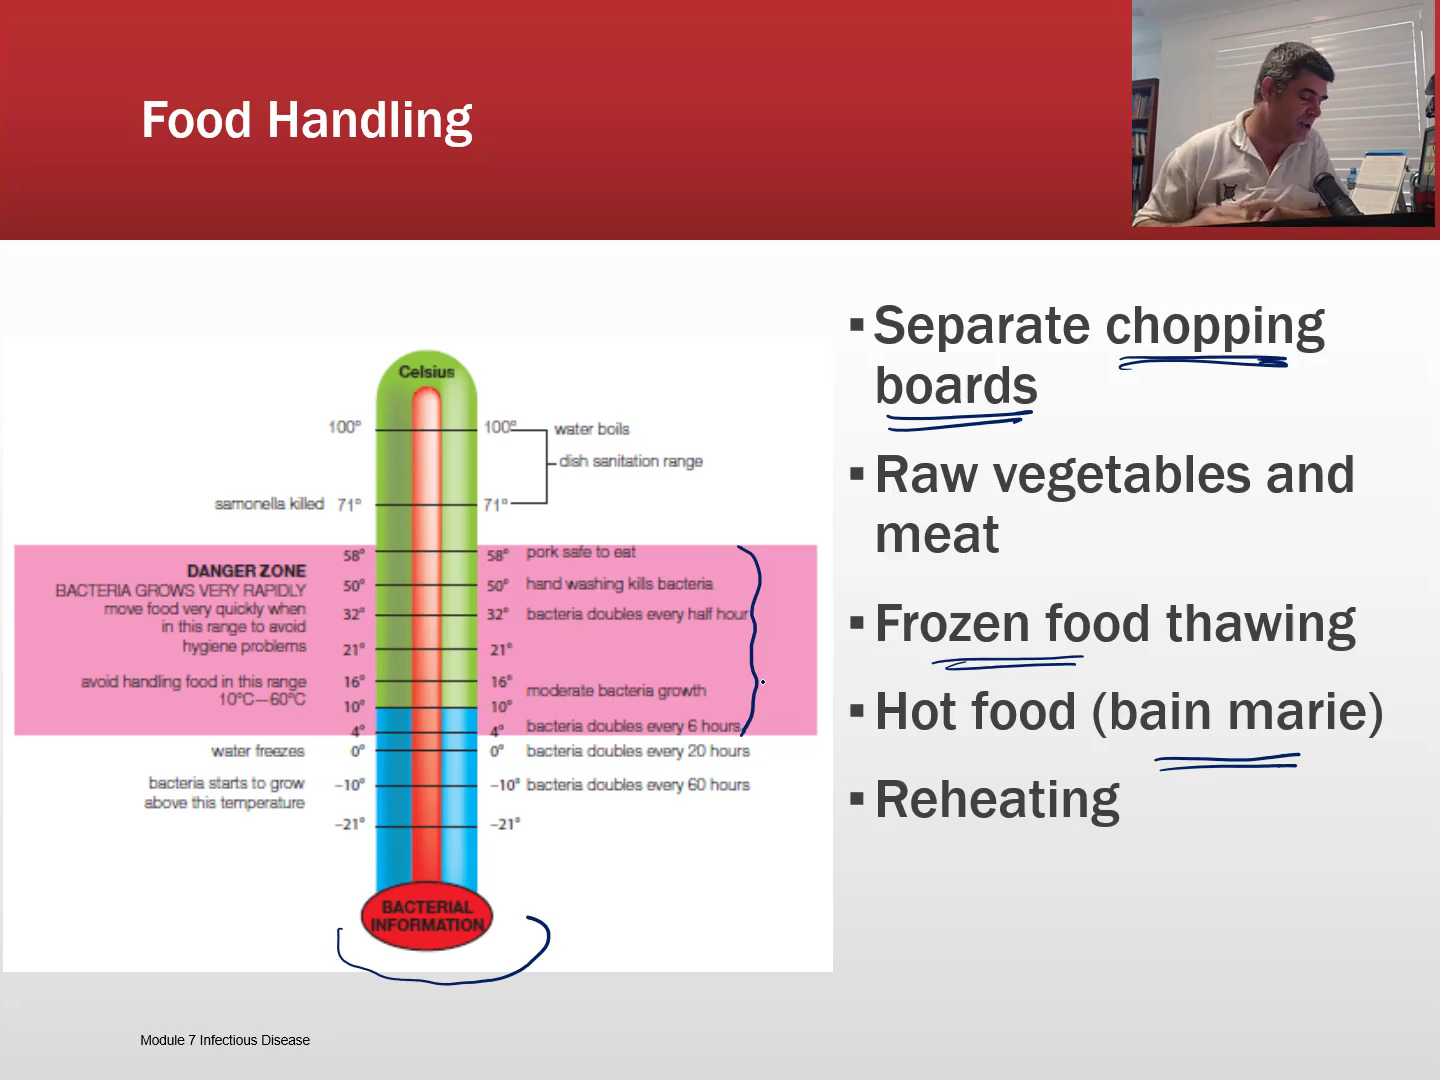 Food Handling
Celsius
100°
100°
water boils
dish sanitation range
samonella killed
71°
71°
58°
58°
pork safe to eat
DANGER ZONE
BACTERIA GROWS VERY RAPIDLY
move food very quickly when
in this range to avoid
hygiene problems
50°
50°
hand washing kills bacteria
32°
32°
bacteria doubles every half hour
21°
21°
avoid handling food in this range
10°C—60°C
16°
16°
moderate bacteria growth
10°
10°
4°
4°
bacteria doubles every 6 hours
water freezes
0°
0°
bacteria doubles every 20 hours
bacteria starts to grow
above this temperature
–10°
–10°
bacteria doubles every 60 hours
–21°
–21°
BACTERIAL
INFORMATION
▪ Separate chopping
boards
▪ Raw vegetables and
meat
▪ Frozen food thawing
▪ Hot food (bain marie)
▪ Reheating
Module 7 Infectious Disease